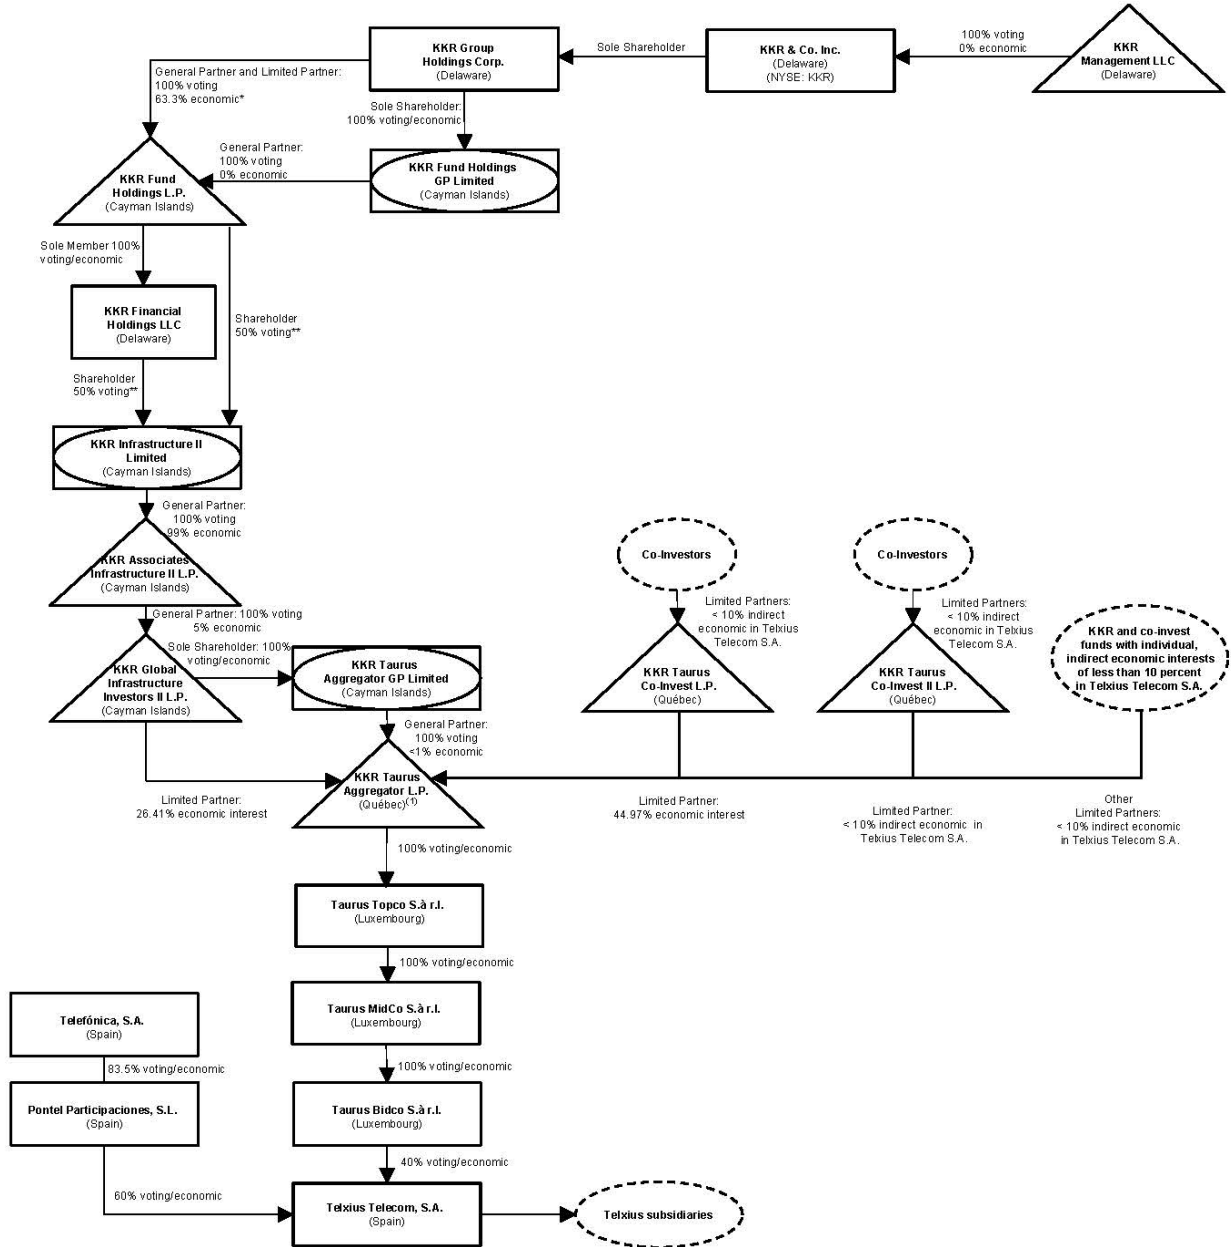 KKR Group
Holdings Corp.
(Delaware)
Sole Shareholder
KKR & Co. Inc.
(Delaware)
(NYSE: KKR)
100% voting
0% economic
KKR
Management LLC
(Delaware)
General Partner and Limited Partner:
100% voting
63.3% economic*
Sole Shareholder:
100% voting/economic
General Partner:
100% voting
0% economic
KKR Fund
Holdings L.P.
(Cayman Islands)
KKR Fund Holdings
GP Limited
(Cayman Islands)
Sole Member 100%
voting/economic
KKR Financial
Holdings LLC
(Delaware)
Shareholder
50% voting**
Shareholder
50% voting**
KKR Infrastructure II
Limited
(Cayman Islands)
General Partner:
100% voting
99% economic
KKR Associates
Infrastructure II L.P.
(Cayman Islands)
Co-Investors
Co-Investors
General Partner: 100% voting
5% economic
Limited Partners:
< 10% indirect
economic in Telxius
Telecom S.A.
Limited Partners:
< 10% indirect
economic in Telxius
Telecom S.A.
Sole Shareholder: 100%
voting/economic
KKR Global
Infrastructure
Investors II L.P.
(Cayman Islands)
KKR Taurus
Aggregator GP Limited
(Cayman Islands)
KKR Taurus
Co-Invest L.P.
(Québec)
KKR Taurus
Co-Invest II L.P.
(Québec)
KKR and co-invest
funds with individual,
indirect economic interests
of less than 10 percent
in Telxius Telecom S.A.
General Partner:
100% voting
<1% economic
KKR Taurus
Aggregator L.P.
(Québec)(1)
Limited Partner:
26.41% economic interest
Limited Partner:
44.97% economic interest
Limited Partner:
< 10% indirect economic in
Telxius Telecom S.A.
Other
Limited Partners:
< 10% indirect economic
in Telxius Telecom S.A.
100% voting/economic
Taurus Topco S.à r.l.
(Luxembourg)
100% voting/economic
Taurus MidCo S.à r.l.
(Luxembourg)
Telefónica, S.A.
(Spain)
83.5% voting/economic
100% voting/economic
Pontel Participaciones, S.L.
(Spain)
Taurus Bidco S.à r.l.
(Luxembourg)
60% voting/economic
40% voting/economic
Telxius Telecom, S.A.
(Spain)
Telxius subsidiaries